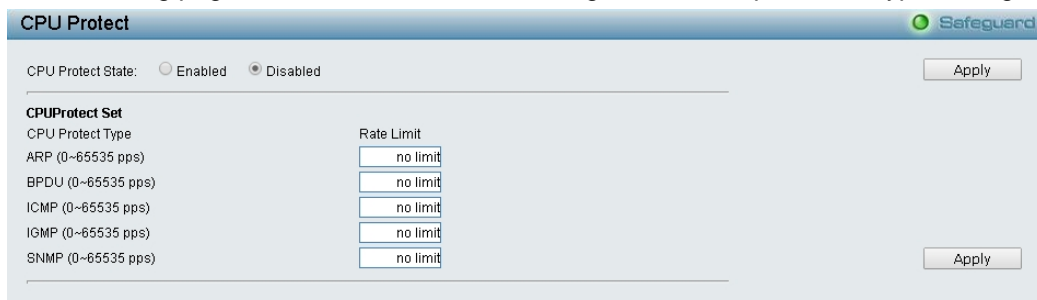 CPU Protect Safeguard
CPU Protect State: Enabled Disabled Apply
CPUProtect Set
CPU Protect Type Rate Limit
ARP (0~65535 pps) no limit
BPDU (0~65535 pps) no limit
ICMP (0~65535 pps) no limit
IGMP (0~65535 pps) no limit
SNMP (0~65535 pps) no limit Apply